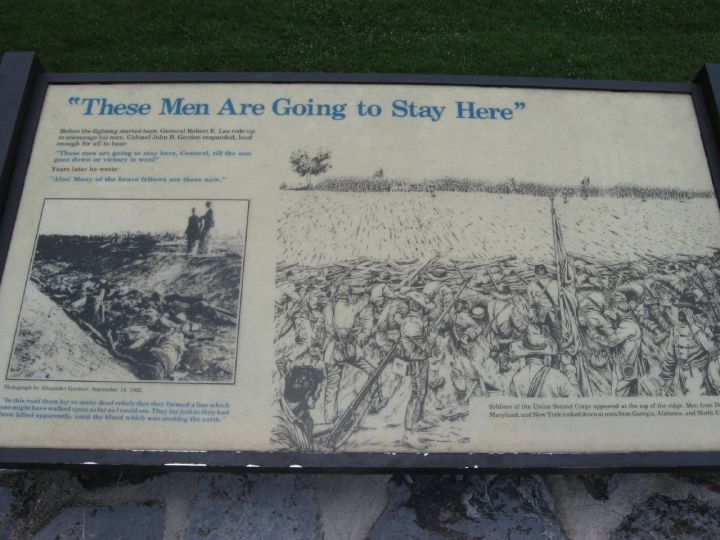 "These Men Are Going to Stay Here"
Before the fighting started here, General Robert E. Lee rode up
to encourage his men. Colonel John B. Gordon responded, loud
enough for all to hear:
"These men are going to stay here, General, till the sun
goes down or victory is won!"
Years later he wrote:
"Alas! Many of the brave fellows are there now."
Photograph by Alexander Gardner, September 19, 1862.
"In this road there lay so many dead rebels that they formed a line which
one might have walked upon as far as I could see. They lay just as they had
been killed apparently, amid the blood which was soaking the earth."
Soldiers of the Union Second Corps appeared at the top of the ridge. Men from
Maryland, and New York looked down at men from Georgia, Alabama, and North